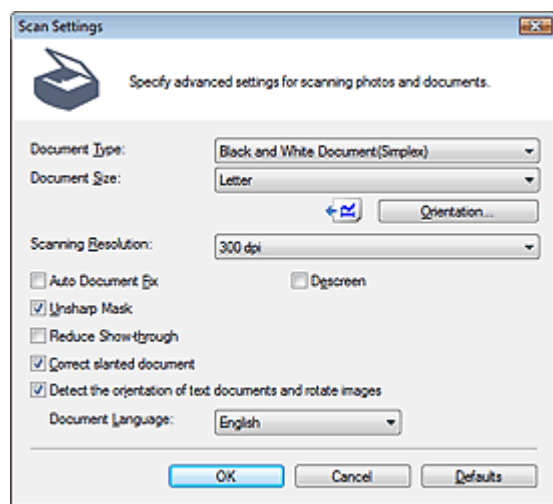 Scan Settings
Specify advanced settings for scanning photos and documents.
Document Type: Black and White Document(Simplex)
Document Size: Letter
Orientation...
Scanning Resolution: 300 dpi
Auto Document Fix Descreen
Unsharp Mask
Reduce Show-through
Correct slanted document
Detect the orientation of text documents and rotate images
Document Language: English
OK Cancel Defaults